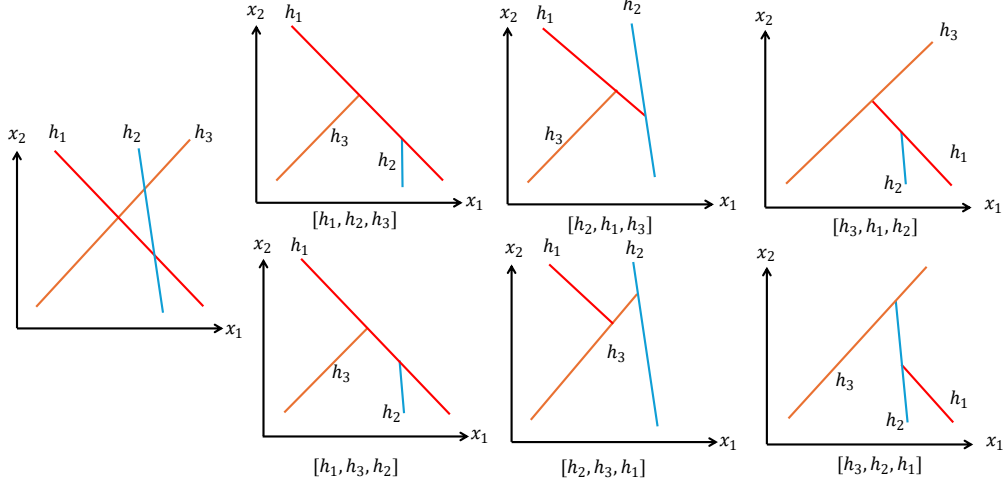 x₂
h₁
h₂
h₃
x₁
x₂
h₁
h₃
h₂
x₁
[h₁, h₂, h₃]
x₂
h₁
h₂
h₃
x₁
[h₂, h₁, h₃]
x₂
h₃
h₁
h₂
x₁
[h₃, h₁, h₂]
x₂
h₁
h₃
h₂
x₁
[h₁, h₃, h₂]
x₂
h₁
h₂
h₃
x₁
[h₂, h₃, h₁]
x₂
h₃
h₂
h₁
x₁
[h₃, h₂, h₁]